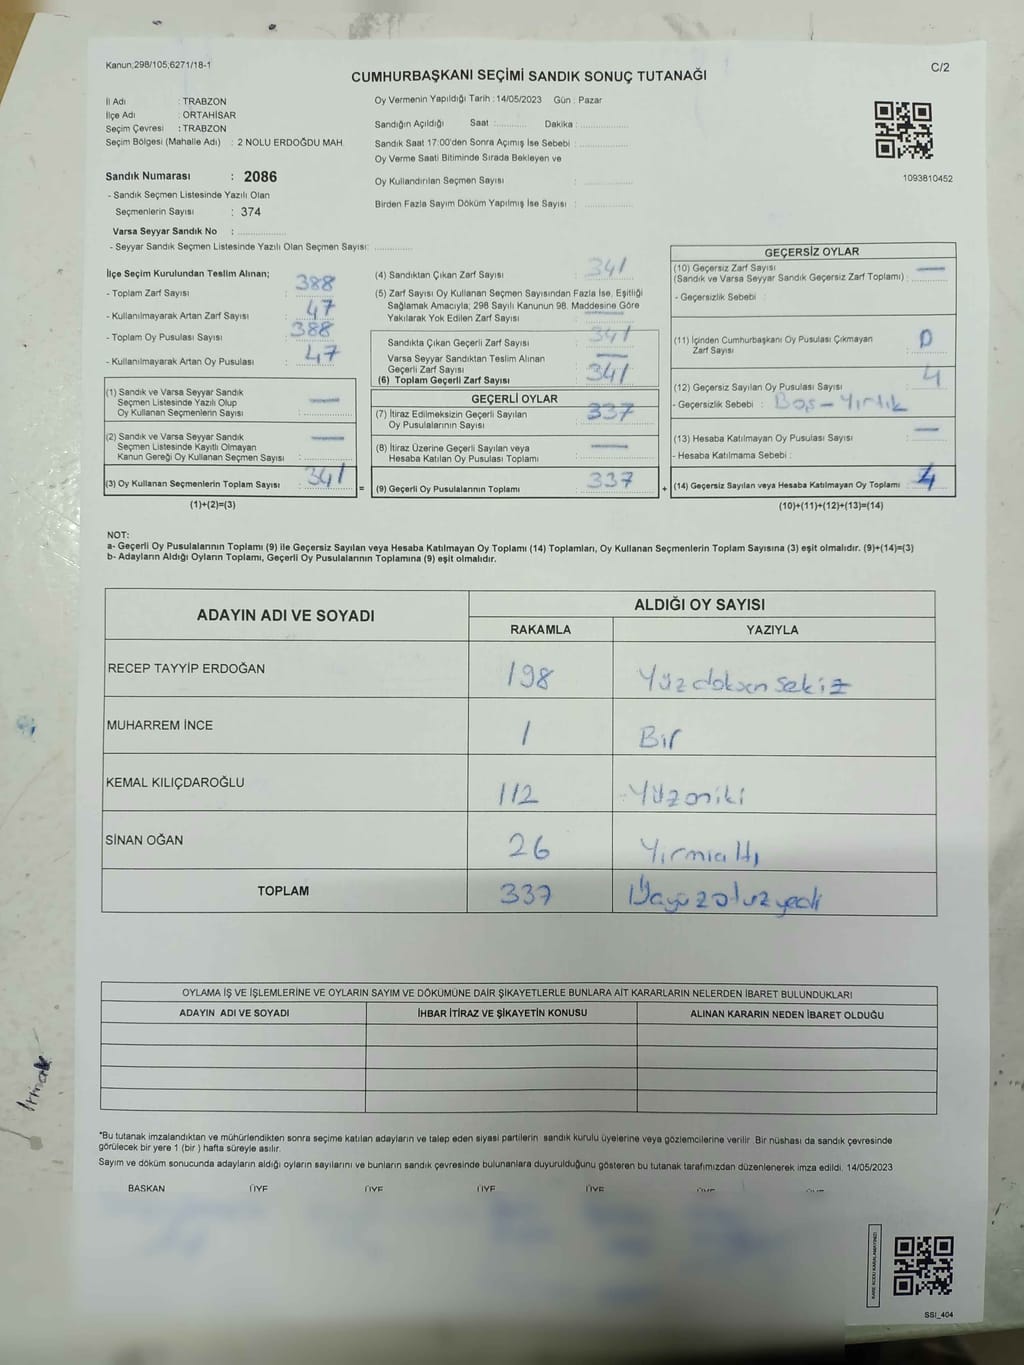 Kanun;298/105;6271/18-1
C/2
CUMHURBAŞKANI SEÇİMİ SANDIK SONUÇ TUTANAĞI
İl Adı : TRABZON
İlçe Adı : ORTAHİSAR
Seçim Çevresi : TRABZON
Seçim Bölgesi (Mahalle Adı) : 2 NOLU ERDOĞDU MAH.
Oy Vermenin Yapıldığı Tarih : 14/05/2023 Gün : Pazar
Sandığın Açıldığı Saat :.......... Dakika :..............
Sandık Saat 17:00'den Sonra Açımış İse Sebebi :..............
Oy Verme Saati Bitiminde Sırada Bekleyen ve
Oy Kullandırılan Seçmen Sayısı : ..............
Birden Fazla Sayım Döküm Yapılmış İse Sayısı : ..............
1093810452
Sandık Numarası : 2086
- Sandık Seçmen Listesinde Yazılı Olan
Seçmenlerin Sayısı : 374
Varsa Seyyar Sandık No :..............
- Seyyar Sandık Seçmen Listesinde Yazılı Olan Seçmen Sayısı: ............
İlçe Seçim Kurulundan Teslim Alınan;
- Toplam Zarf Sayısı : 388
- Kullanılmayarak Artan Zarf Sayısı : 47
- Toplam Oy Pusulası Sayısı : 388
- Kullanılmayarak Artan Oy Pusulası : 47
(1) Sandık ve Varsa Seyyar Sandık
Seçmen Listesinde Yazılı Olup
Oy Kullanan Seçmenlerin Sayısı : —
(2) Sandık ve Varsa Seyyar Sandık
Seçmen Listesinde Kayıtlı Olmayan
Kanun Gereği Oy Kullanan Seçmen Sayısı : —
(3) Oy Kullanan Seçmenlerin Toplam Sayısı : 341
(1)+(2)=(3)
=
(4) Sandıktan Çıkan Zarf Sayısı : 341
(5) Zarf Sayısı Oy Kullanan Seçmen Sayısından Fazla İse, Eşitliği
Sağlamak Amacıyla; 298 Sayılı Kanunun 98. Maddesine Göre
Yakılarak Yok Edilen Zarf Sayısı : —
Sandıkta Çıkan Geçerli Zarf Sayısı : 341
Varsa Seyyar Sandıktan Teslim Alınan
Geçerli Zarf Sayısı : —
(6) Toplam Geçerli Zarf Sayısı : 341
GEÇERLİ OYLAR
(7) İtiraz Edilmeksizin Geçerli Sayılan
Oy Pusulalarının Sayısı : 337
(8) İtiraz Üzerine Geçerli Sayılan veya
Hesaba Katılan Oy Pusulası Toplamı : —
(9) Geçerli Oy Pusulalarının Toplamı : 337
+
GEÇERSİZ OYLAR
(10) Geçersiz Zarf Sayısı
(Sandık ve Varsa Seyyar Sandık Geçersiz Zarf Toplamı) : —
- Geçersizlik Sebebi :
(11) İçinden Cumhurbaşkanı Oy Pusulası Çıkmayan
Zarf Sayısı : 0
(12) Geçersiz Sayılan Oy Pusulası Sayısı : 4
- Geçersizlik Sebebi : Boş - Yırtık
(13) Hesaba Katılmayan Oy Pusulası Sayısı : —
- Hesaba Katılmama Sebebi :
(14) Geçersiz Sayılan veya Hesaba Katılmayan Oy Toplamı : 4
(10)+(11)+(12)+(13)=(14)
NOT:
a- Geçerli Oy Pusulalarının Toplamı (9) ile Geçersiz Sayılan veya Hesaba Katılmayan Oy Toplamı (14) Toplamları, Oy Kullanan Seçmenlerin Toplam Sayısına (3) eşit olmalıdır. (9)+(14)=(3)
b- Adayların Aldığı Oyların Toplamı, Geçerli Oy Pusulalarının Toplamına (9) eşit olmalıdır.
ADAYIN ADI VE SOYADI
ALDIĞI OY SAYISI
RAKAMLA YAZIYLA
RECEP TAYYİP ERDOĞAN 198 Yüz doksan sekiz
MUHARREM İNCE 1 Bir
KEMAL KILIÇDAROĞLU 112 Yüzoniki
SİNAN OĞAN 26 Yirmialtı
TOPLAM 337 Üçyüzotuzyedi
OYLAMA İŞ VE İŞLEMLERİNE VE OYLARIN SAYIM VE DÖKÜMÜNE DAİR ŞİKAYETLERLE BUNLARA AİT KARARLARIN NELERDEN İBARET BULUNDUKLARI
ADAYIN ADI VE SOYADI İHBAR İTİRAZ VE ŞİKAYETİN KONUSU ALINAN KARARIN NEDEN İBARET OLDUĞU
*Bu tutanak imzalandıktan ve mühürlendikten sonra seçime katılan adayların ve talep eden siyasi partilerin sandık kurulu üyelerine veya gözlemcilerine verilir. Bir nüshası da sandık çevresinde
görülecek bir yere 1 (bir ) hafta süreyle asılır.
Sayım ve döküm sonucunda adayların aldığı oyların sayılarını ve bunların sandık çevresinde bulunanlara duyurulduğunu gösteren bu tutanak tarafımızdan düzenlenerek imza edildi. 14/05/2023
BAŞKAN ÜYE ÜYE ÜYE ÜYE ÜYE ÜYE
SSI_404